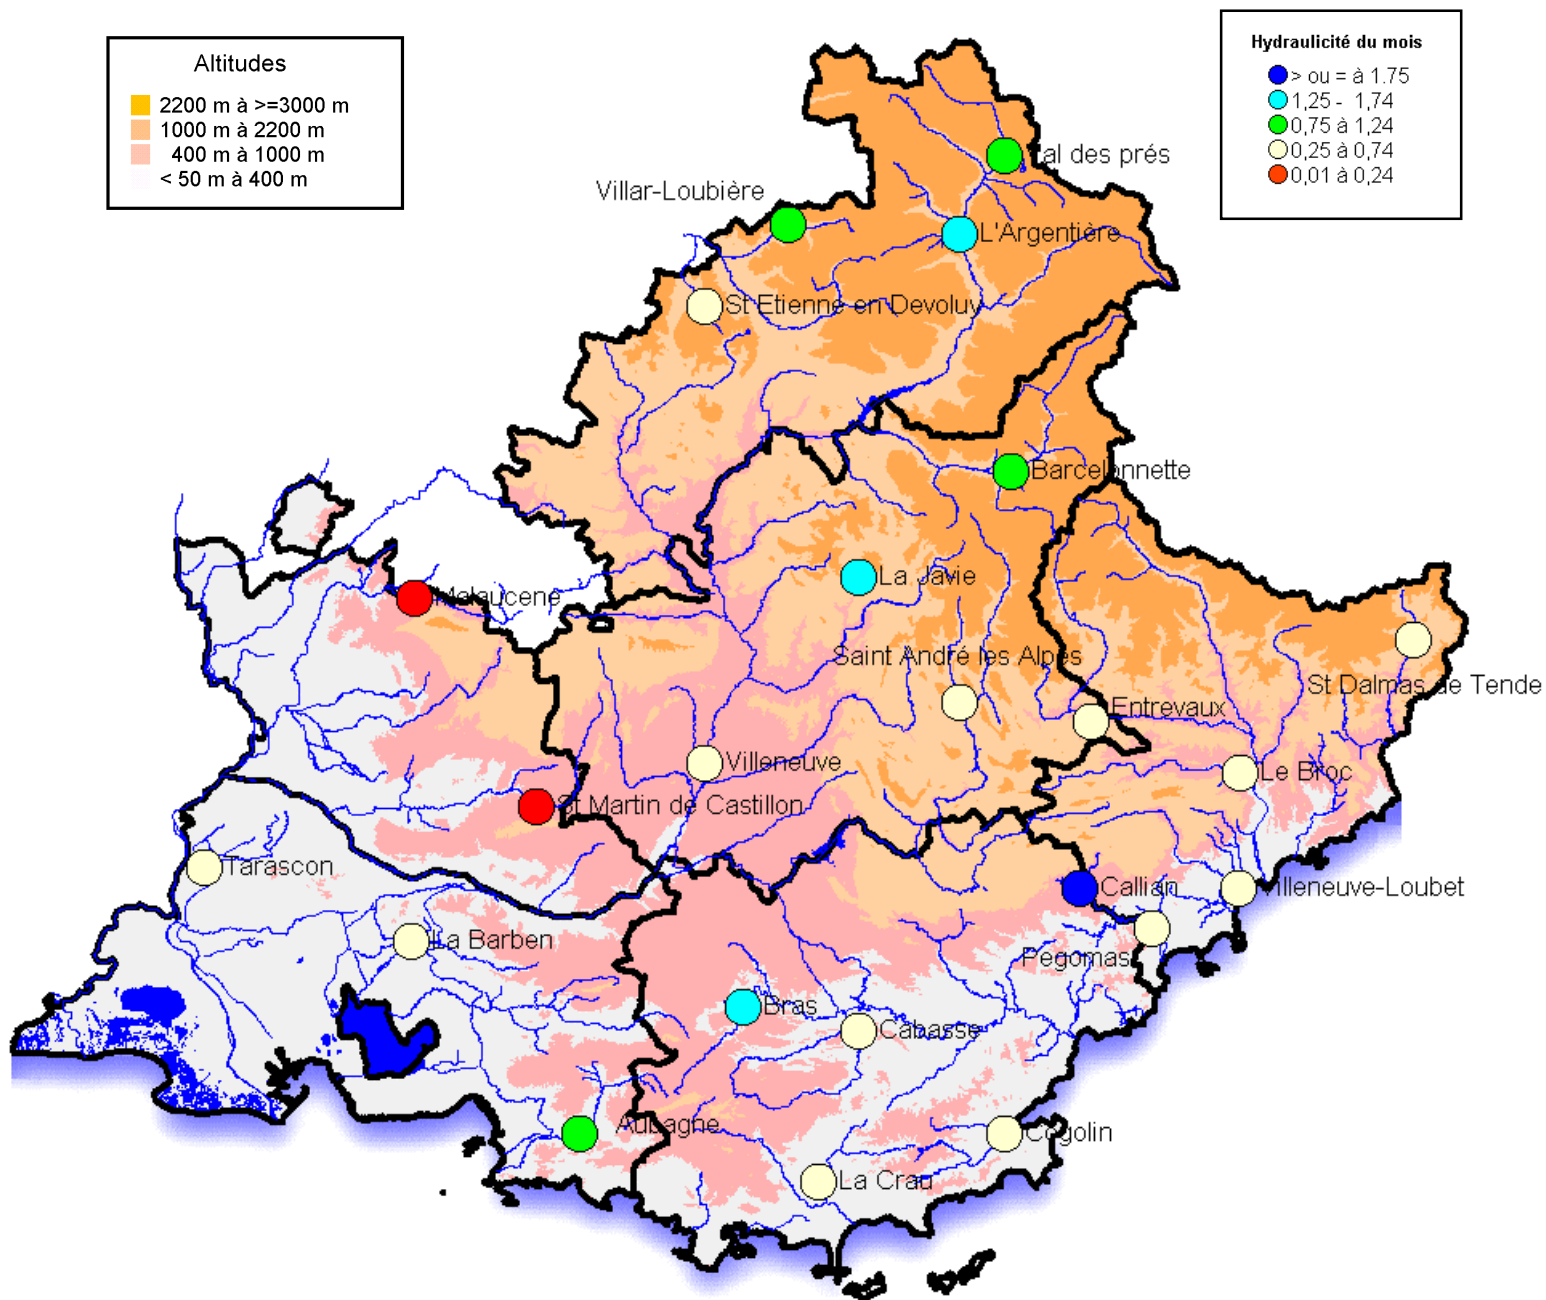 Altitudes
2200 m à >=3000 m
1000 m à 2200 m
400 m à 1000 m
< 50 m à 400 m
Hydraulicité du mois
> ou = à 1.75
1,25 - 1,74
0,75 à 1,24
0,25 à 0,74
0,01 à 0,24
Val des prés
Villar-Loubière
L'Argentière
St Etienne en Devoluy
Barcelonnette
La Javie
Malaucene
Saint André les Alpes
St Dalmas de Tende
Entrevaux
Villeneuve
Le Broc
St Martin de Castillon
Tarascon
Callian
Villeneuve-Loubet
La Barben
Pegomas
Bras
Cabasse
Aubagne
Cogolin
La Crau